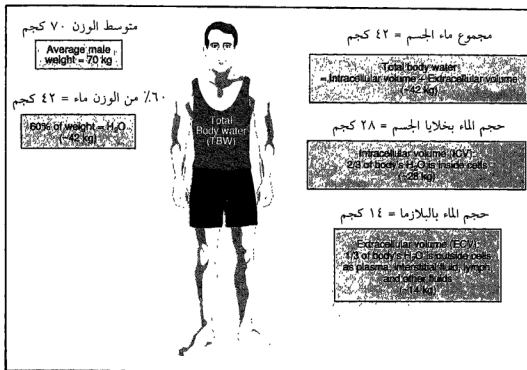 متوسط الوزن ٧٠ كجم
Average male
weight = 70 kg
٦٠٪ من الوزن ماء = ٤٢ كجم
60% of weight = H₂O
(~42 kg)
Total
Body water
(TBW)
مجموع ماء الجسم = ٤٢ كجم
Total body water
= Intracellular volume + Extracellular volume
(~42 kg)
حجم الماء بخلايا الجسم = ٢٨ كجم
Intracellular volume (ICV):
2/3 of body's H₂O is inside cells
(~28 kg)
حجم الماء بالبلازما = ١٤ كجم
Extracellular volume (ECV):
1/3 of body's H₂O is outside cells
as plasma, interstitial fluid, lymph,
and other fluids
(~14 kg)